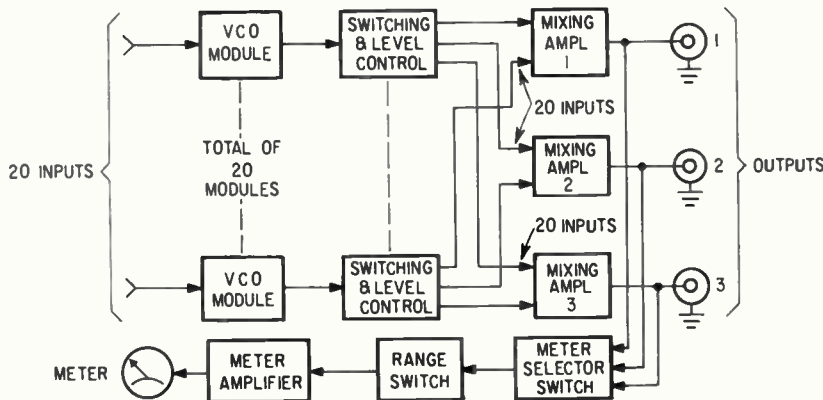 VCO
MODULE
SWITCHING
& LEVEL
CONTROL
MIXING
AMPL
1
1
20 INPUTS
20 INPUTS
TOTAL OF
20
MODULES
MIXING
AMPL
2
2
OUTPUTS
20 INPUTS
VCO
MODULE
SWITCHING
& LEVEL
CONTROL
MIXING
AMPL
3
3
METER
METER
AMPLIFIER
RANGE
SWITCH
METER
SELECTOR
SWITCH